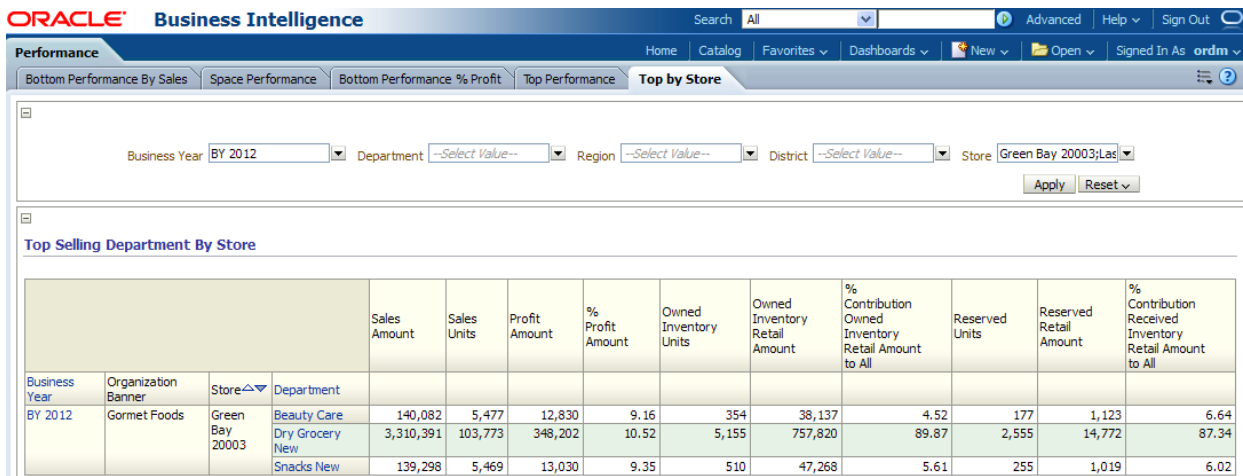 ORACLE Business Intelligence
Search All Advanced Help Sign Out
Performance
Home Catalog Favorites Dashboards New Open Signed In As ordm
Bottom Performance By Sales Space Performance Bottom Performance % Profit Top Performance Top by Store
Business Year BY 2012 Department --Select Value-- Region --Select Value-- District --Select Value-- Store Green Bay 20003;Las
Apply Reset
Top Selling Department By Store
Sales Amount Sales Units Profit Amount % Profit Amount Owned Inventory Units Owned Inventory Retail Amount % Contribution Owned Inventory Retail Amount to All Reserved Units Reserved Retail Amount % Contribution Received Inventory Retail Amount to All
Business Year Organization Banner Store Department
BY 2012 Gormet Foods Green Bay 20003 Beauty Care 140,082 5,477 12,830 9.16 354 38,137 4.52 177 1,123 6.64
Dry Grocery New 3,310,391 103,773 348,202 10.52 5,155 757,820 89.87 2,555 14,772 87.34
Snacks New 139,298 5,469 13,030 9.35 510 47,268 5.61 255 1,019 6.02